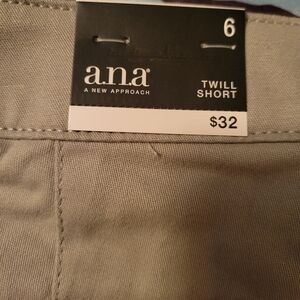 6
a.n.a
A NEW APPROACH
TWILL
SHORT
$32